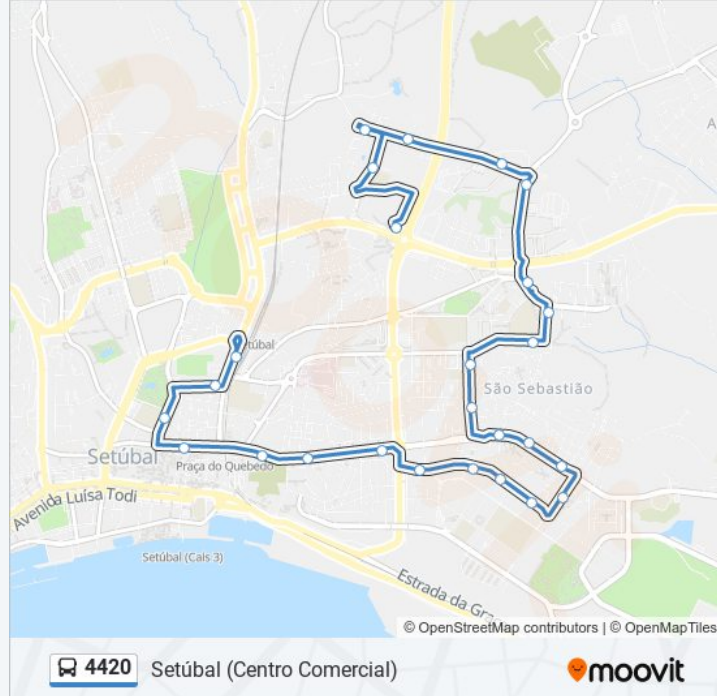 túbal
São Sebastião
Setúbal
Praça do Quebedo
Avenida Luísa Todi
Setúbal (Cais 3)
Estrada da Gra
A
© OpenStreetMap contributors | © OpenMapTiles
4420 Setúbal (Centro Comercial)
moovit